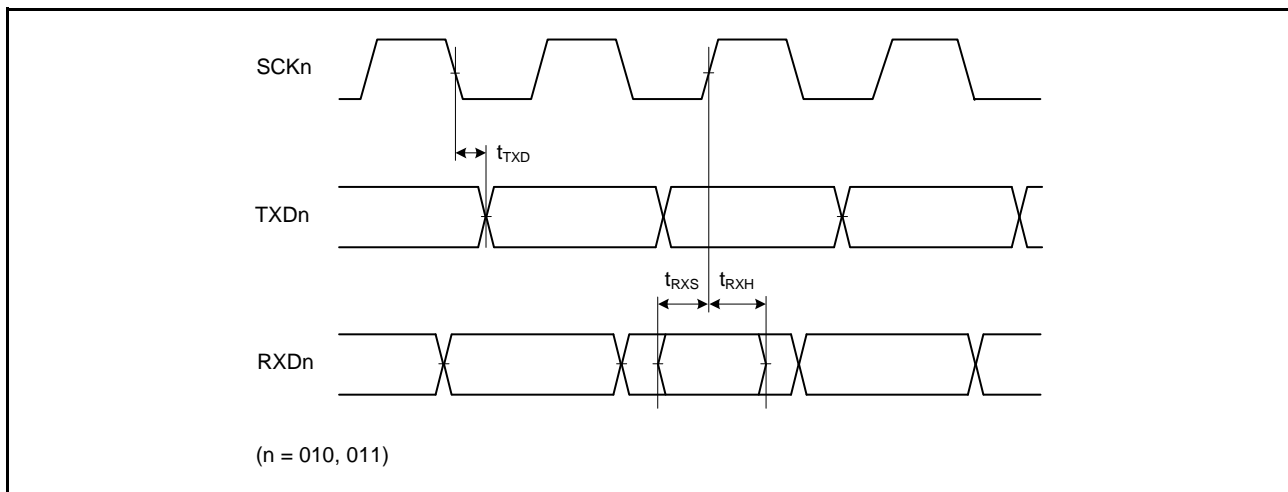 SCKn
tTXD
TXDn
tRXS tRXH
RXDn
(n = 010, 011)